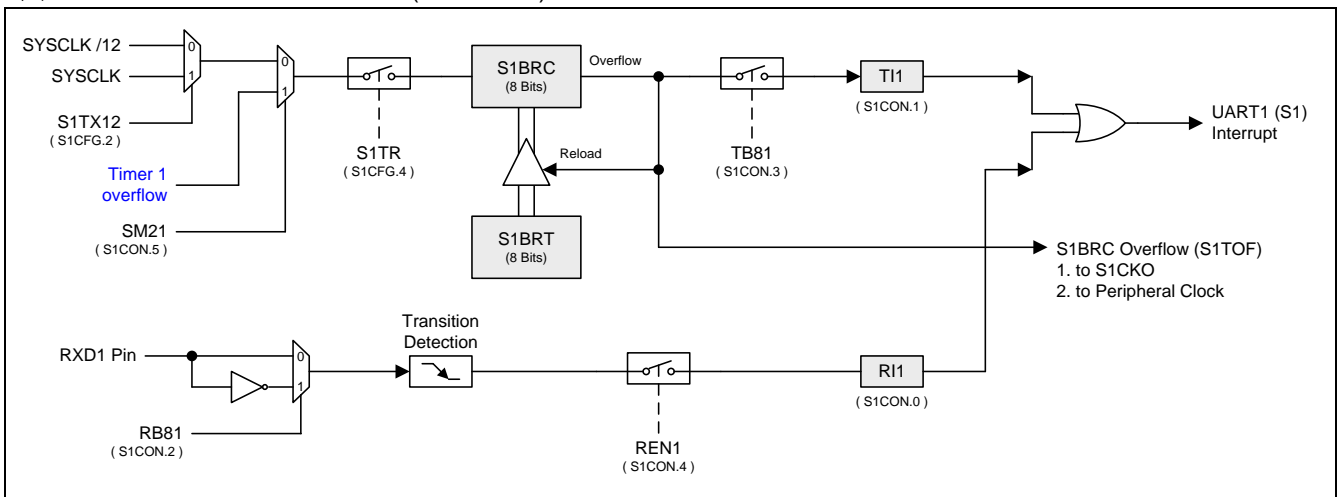 SYSCLK /12
0
SYSCLK
1
S1TX12
( S1CFG.2 )
Timer 1
overflow
SM21
( S1CON.5 )
0
1
S1TR
( S1CFG.4 )
S1BRC
(8 Bits)
Overflow
Reload
S1BRT
(8 Bits)
TB81
( S1CON.3 )
TI1
( S1CON.1 )
UART1 (S1)
Interrupt
S1BRC Overflow (S1TOF)
1. to S1CKO
2. to Peripheral Clock
RXD1 Pin
0
1
RB81
( S1CON.2 )
Transition
Detection
REN1
( S1CON.4 )
RI1
( S1CON.0 )